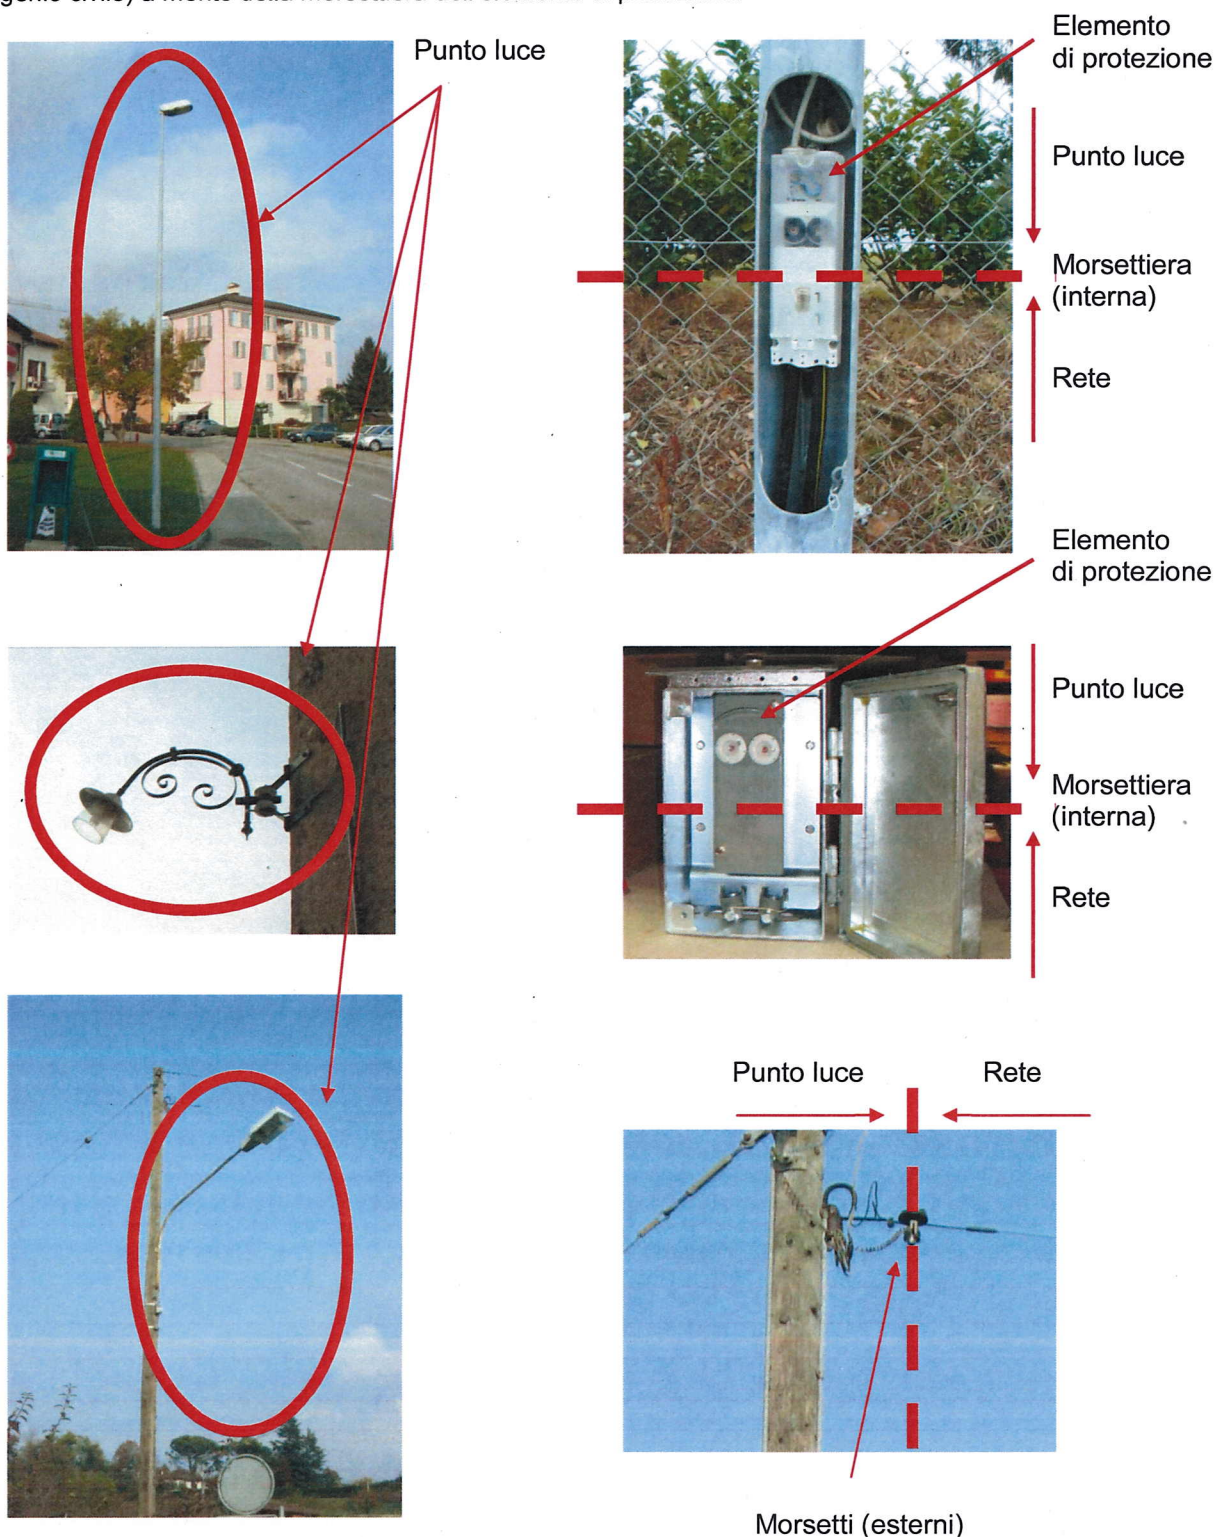 Punto luce
Elemento
di protezione
Punto luce
Morsettiera
(interna)
Rete
Elemento
di protezione
Punto luce
Morsettiera
(interna)
Rete
Punto luce Rete
Morsetti (esterni)